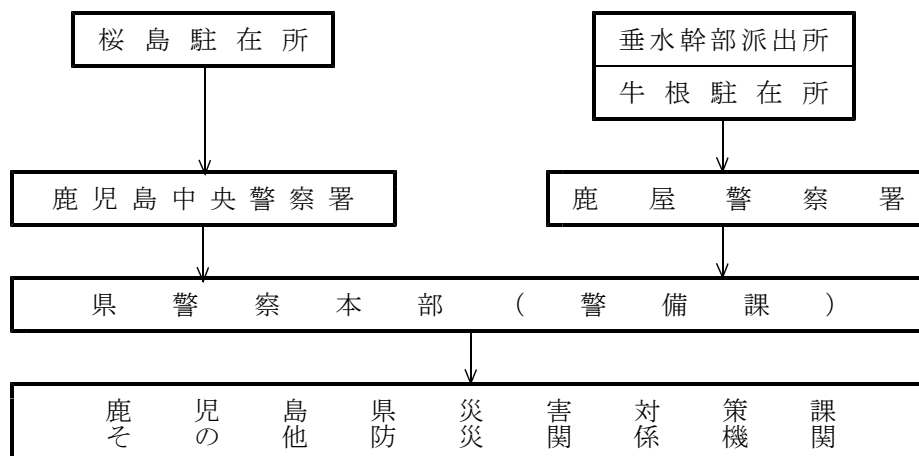 桜島駐在所
垂水幹部派出所
牛根駐在所
鹿児島中央警察署
鹿屋警察署
県警察本部（警備課）
鹿児島県災害対策課
その他防災関係機関